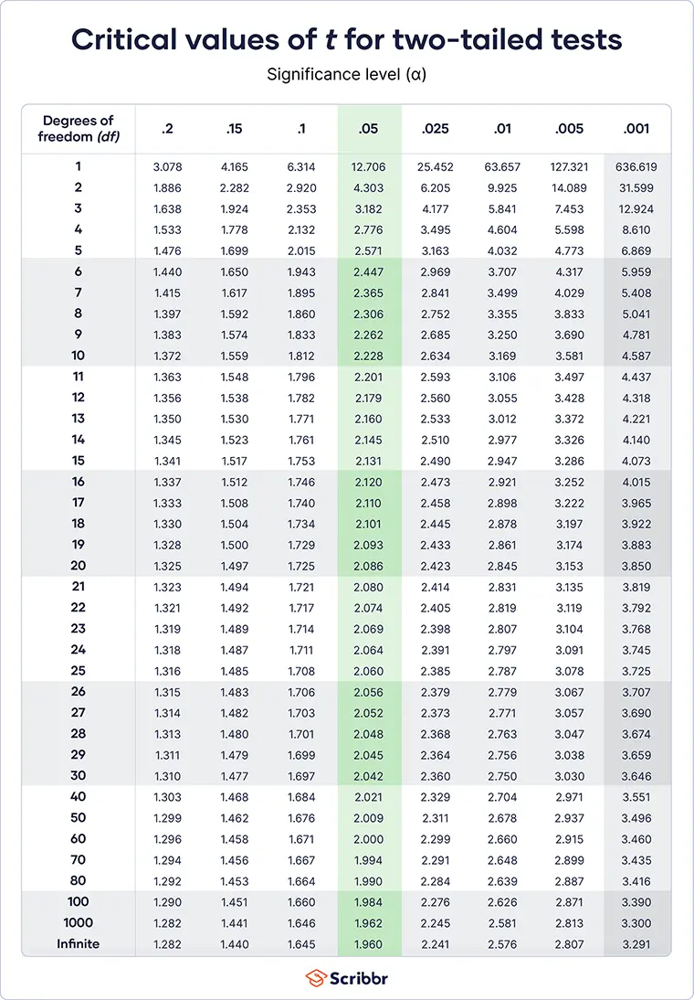 Critical values of t for two-tailed tests
Significance level (α)
Degrees of
freedom (df) .2 .15 .1 .05 .025 .01 .005 .001
1 3.078 4.165 6.314 12.706 25.452 63.657 127.321 636.619
2 1.886 2.282 2.920 4.303 6.205 9.925 14.089 31.599
3 1.638 1.924 2.353 3.182 4.177 5.841 7.453 12.924
4 1.533 1.778 2.132 2.776 3.495 4.604 5.598 8.610
5 1.476 1.699 2.015 2.571 3.163 4.032 4.773 6.869
6 1.440 1.650 1.943 2.447 2.969 3.707 4.317 5.959
7 1.415 1.617 1.895 2.365 2.841 3.499 4.029 5.408
8 1.397 1.592 1.860 2.306 2.752 3.355 3.833 5.041
9 1.383 1.574 1.833 2.262 2.685 3.250 3.690 4.781
10 1.372 1.559 1.812 2.228 2.634 3.169 3.581 4.587
11 1.363 1.548 1.796 2.201 2.593 3.106 3.497 4.437
12 1.356 1.538 1.782 2.179 2.560 3.055 3.428 4.318
13 1.350 1.530 1.771 2.160 2.533 3.012 3.372 4.221
14 1.345 1.523 1.761 2.145 2.510 2.977 3.326 4.140
15 1.341 1.517 1.753 2.131 2.490 2.947 3.286 4.073
16 1.337 1.512 1.746 2.120 2.473 2.921 3.252 4.015
17 1.333 1.508 1.740 2.110 2.458 2.898 3.222 3.965
18 1.330 1.504 1.734 2.101 2.445 2.878 3.197 3.922
19 1.328 1.500 1.729 2.093 2.433 2.861 3.174 3.883
20 1.325 1.497 1.725 2.086 2.423 2.845 3.153 3.850
21 1.323 1.494 1.721 2.080 2.414 2.831 3.135 3.819
22 1.321 1.492 1.717 2.074 2.405 2.819 3.119 3.792
23 1.319 1.489 1.714 2.069 2.398 2.807 3.104 3.768
24 1.318 1.487 1.711 2.064 2.391 2.797 3.091 3.745
25 1.316 1.485 1.708 2.060 2.385 2.787 3.078 3.725
26 1.315 1.483 1.706 2.056 2.379 2.779 3.067 3.707
27 1.314 1.482 1.703 2.052 2.373 2.771 3.057 3.690
28 1.313 1.480 1.701 2.048 2.368 2.763 3.047 3.674
29 1.311 1.479 1.699 2.045 2.364 2.756 3.038 3.659
30 1.310 1.477 1.697 2.042 2.360 2.750 3.030 3.646
40 1.303 1.468 1.684 2.021 2.329 2.704 2.971 3.551
50 1.299 1.462 1.676 2.009 2.311 2.678 2.937 3.496
60 1.296 1.458 1.671 2.000 2.299 2.660 2.915 3.460
70 1.294 1.456 1.667 1.994 2.291 2.648 2.899 3.435
80 1.292 1.453 1.664 1.990 2.284 2.639 2.887 3.416
100 1.290 1.451 1.660 1.984 2.276 2.626 2.871 3.390
1000 1.282 1.441 1.646 1.962 2.245 2.581 2.813 3.300
Infinite 1.282 1.440 1.645 1.960 2.241 2.576 2.807 3.291
Scribbr